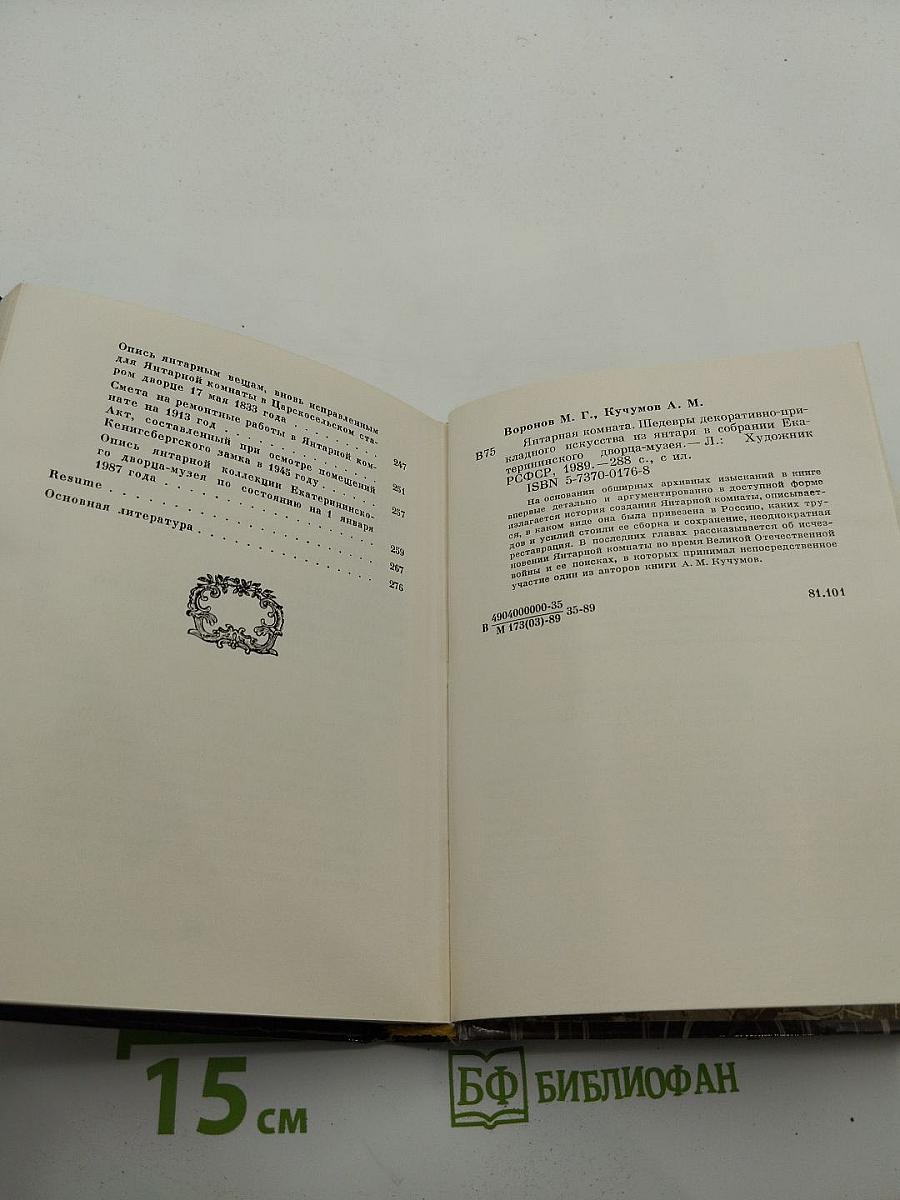 Опись янтарным вещам, вновь исправленным
для Янтарной комнаты в Царскосельском ста-
ром дворце 17 мая 1833 года . . . . . . . 247
Смета на ремонтные работы в Янтарной ком-
нате на 1913 год . . . . . . . . . . . 251
Акт, составленный при осмотре помещений
Кенигсбергского замка в 1945 году . . . . . 257
Опись янтарной коллекции Екатерининско-
го дворца-музея по состоянию на 1 января
1987 года . . . . . . . . . . . . . 259
Resume . . . . . . . . . . . . . . 267
Основная литература . . . . . . . . . . 276
Воронов М. Г., Кучумов А. М.
В75 Янтарная комната. Шедевры декоративно-при-
кладного искусства из янтаря в собрании Ека-
терининского дворца-музея.— Л.: Художник
РСФСР, 1989.—288 с., с ил.
ISBN 5-7370-0176-8
На основании обширных архивных изысканий в книге
впервые детально и аргументированно в доступной форме
излагается история создания Янтарной комнаты, описывает-
ся, в каком виде она была привезена в Россию, каких тру-
дов и усилий стоили ее сборка и сохранение, неоднократная
реставрация. В последних главах рассказывается об исчез-
новении Янтарной комнаты во время Великой Отечественной
войны и ее поисках, в которых принимал непосредственное
участие один из авторов книги А. М. Кучумов.
В 4904000000-35
М 173(03)-89 35-89
81.101
15 см
БФ БИБЛИОФАН